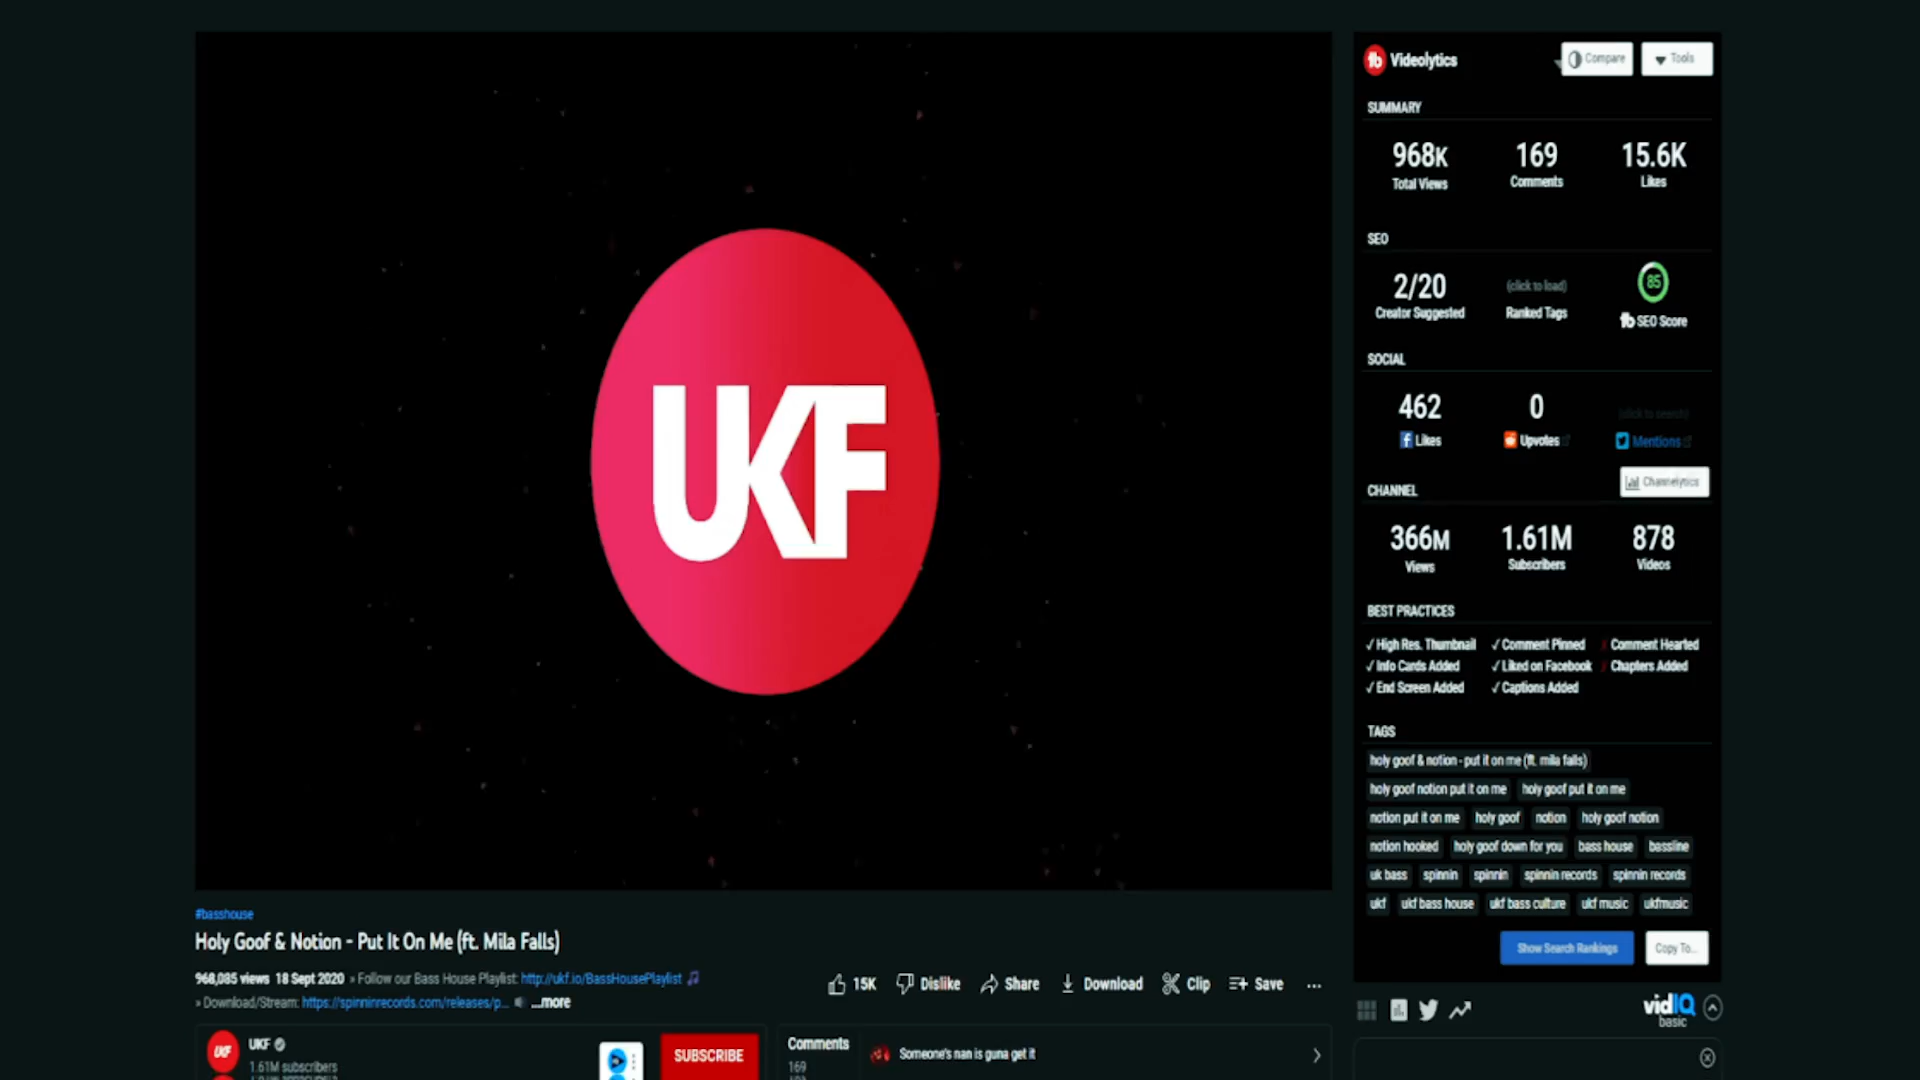 UKF
#basshouse
Holy Goof & Notion - Put It On Me (ft. Mila Falls)
968,085 views 18 Sept 2020 » Follow our Bass House Playlist: http://ukf.io/BassHousePlaylist
» Download/Stream: https://spinninrecords.com/releases/p... ...more
15K Dislike Share Download Clip Save ...
UKF
UKF
1.61M subscribers
SUBSCRIBE
Comments
169
Someone's nan is guna get it
Videolytics
Compare
Tools
SUMMARY
968K 169 15.6K
Total Views Comments Likes
SEO
2/20 (click to load) 85
Creator Suggested Ranked Tags SEO Score
SOCIAL
462 0 (click to search)
Likes Upvotes Mentions
CHANNEL
Channelytics
366M 1.61M 878
Views Subscribers Videos
BEST PRACTICES
✓ High Res. Thumbnail ✓ Comment Pinned Comment Hearted
✓ Info Cards Added ✓ Liked on Facebook Chapters Added
✓ End Screen Added ✓ Captions Added
TAGS
holy goof & notion - put it on me (ft. mila falls)
holy goof notion put it on me holy goof put it on me
notion put it on me holy goof notion holy goof notion
notion hooked holy goof down for you bass house bassline
uk bass spinnin spinnin spinnin records spinnin records
ukf ukf bass house ukf bass culture ukf music ukfmusic
Show Search Rankings Copy To...
vidIQ
basic